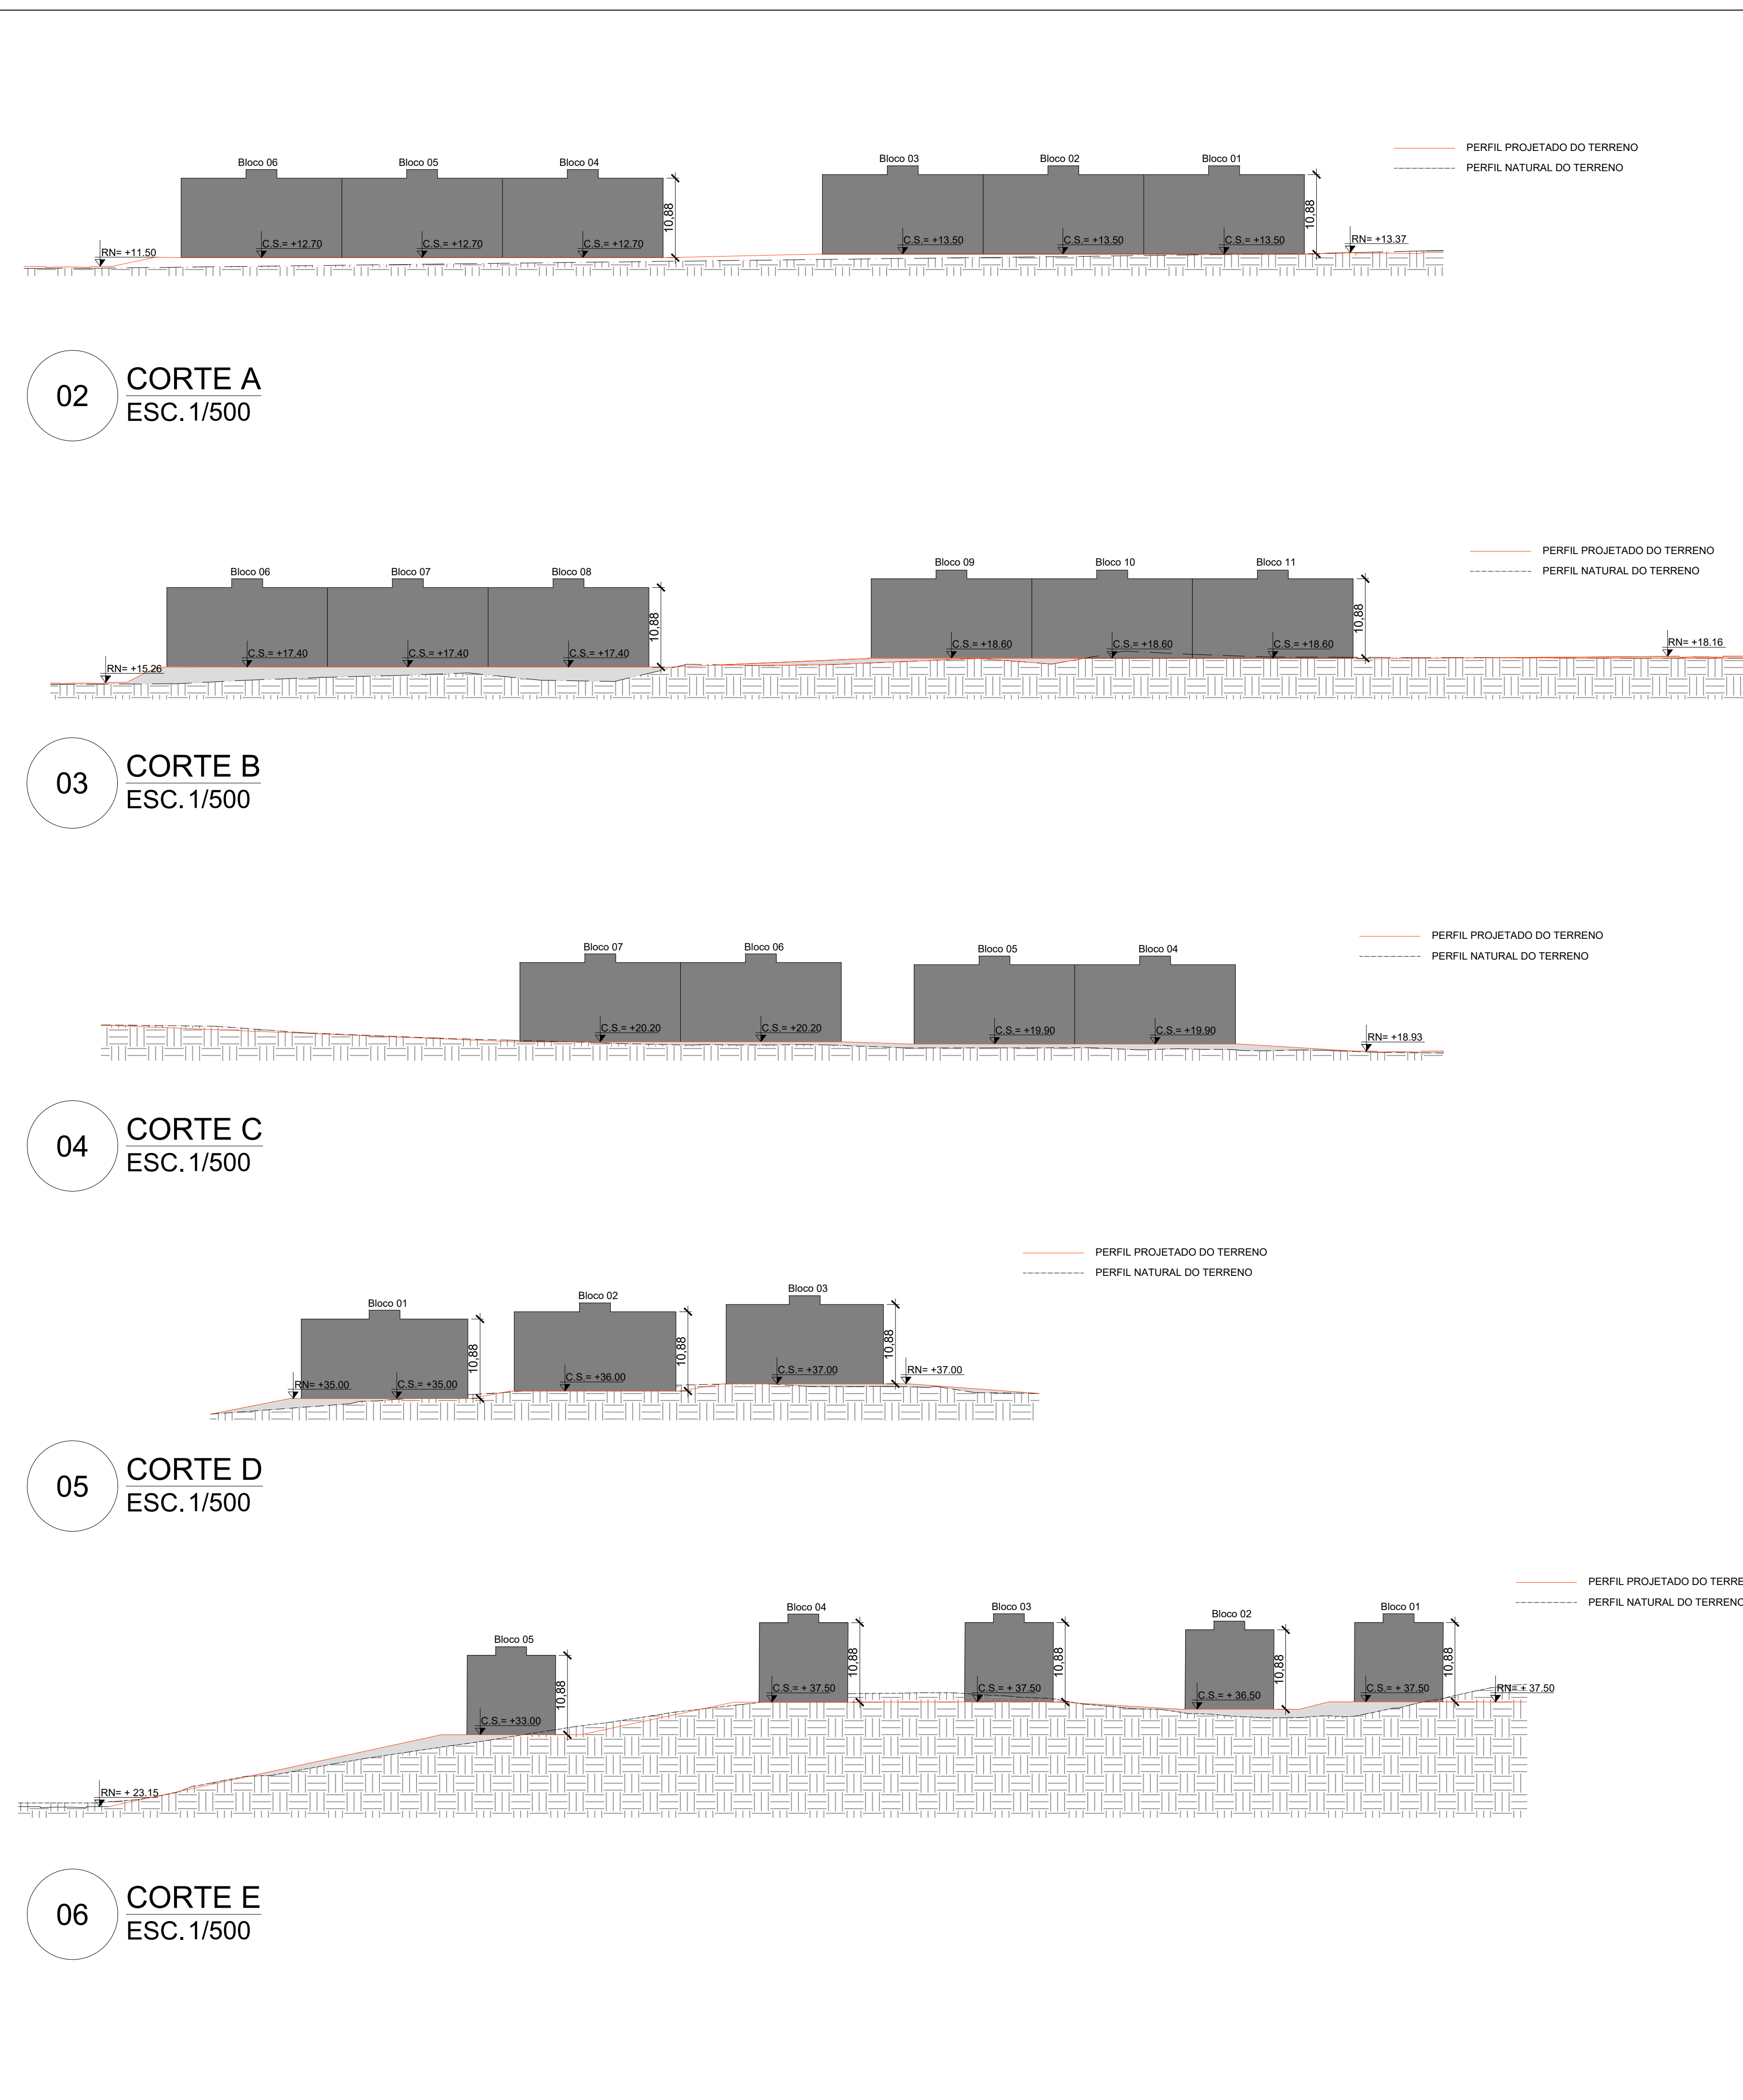 Bloco 06 Bloco 05 Bloco 04 Bloco 03 Bloco 02 Bloco 01
PERFIL PROJETADO DO TERRENO
PERFIL NATURAL DO TERRENO
10,88 10,88
RN= +11.50 C.S.= +12.70 C.S.= +12.70 C.S.= +12.70 C.S.= +13.50 C.S.= +13.50 C.S.= +13.50 RN= +13.37
02 CORTE A
ESC. 1/500
PERFIL PROJETADO DO TERRENO
PERFIL NATURAL DO TERRENO
Bloco 06 Bloco 07 Bloco 08 Bloco 09 Bloco 10 Bloco 11
10,88 10,88
RN= +15.26 C.S.= +17.40 C.S.= +17.40 C.S.= +17.40 C.S.= +18.60 C.S.= +18.60 C.S.= +18.60 RN= +18.16
03 CORTE B
ESC. 1/500
PERFIL PROJETADO DO TERRENO
PERFIL NATURAL DO TERRENO
Bloco 07 Bloco 06 Bloco 05 Bloco 04
C.S.= +20.20 C.S.= +20.20 C.S.= +19.90 C.S.= +19.90 RN= +18.93
04 CORTE C
ESC. 1/500
PERFIL PROJETADO DO TERRENO
PERFIL NATURAL DO TERRENO
Bloco 01 Bloco 02 Bloco 03
10,88 10,88 10,88
RN= +35.00 C.S.= +35.00 C.S.= +36.00 C.S.= +37.00 RN= +37.00
05 CORTE D
ESC. 1/500
PERFIL PROJETADO DO TERRE
PERFIL NATURAL DO TERRENO
Bloco 05 Bloco 04 Bloco 03 Bloco 02 Bloco 01
10,88 10,88 10,88 10,88 10,88
RN= + 23.15 C.S.= +33.00 C.S.= + 37.50 C.S.= + 37.50 C.S.= + 36.50 C.S.= + 37.50 RN= + 37.50
06 CORTE E
ESC. 1/500